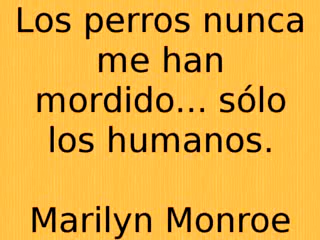 Los perros nunca
me han
mordido... sólo
los humanos.
Marilyn Monroe